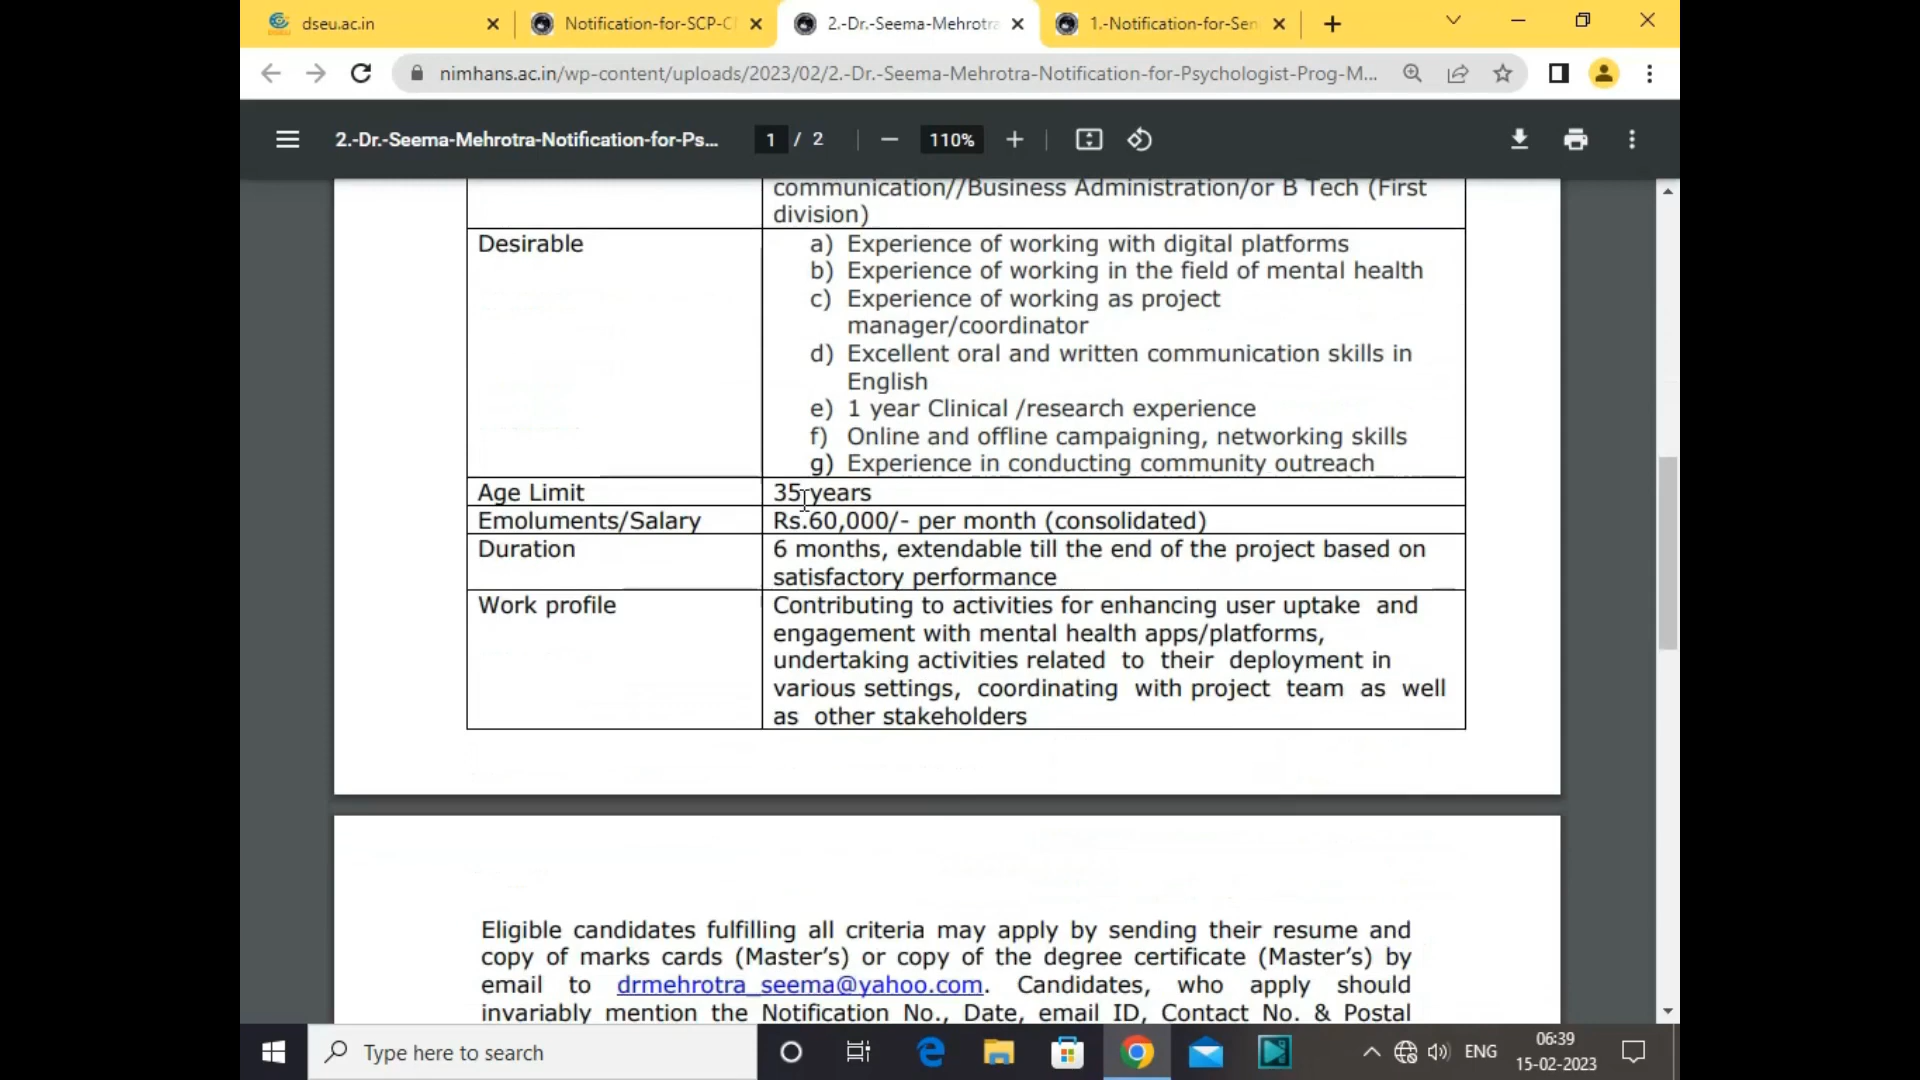 dseu.ac.in
Notification-for-SCP-C
2.-Dr.-Seema-Mehrotra
1.-Notification-for-Sen
nimhans.ac.in/wp-content/uploads/2023/02/2.-Dr.-Seema-Mehrotra-Notification-for-Psychologist-Prog-M...
2.-Dr.-Seema-Mehrotra-Notification-for-Ps...
1 / 2
110%
communication//Business Administration/or B Tech (First
division)
Desirable
a) Experience of working with digital platforms
b) Experience of working in the field of mental health
c) Experience of working as project
manager/coordinator
d) Excellent oral and written communication skills in
English
e) 1 year Clinical /research experience
f) Online and offline campaigning, networking skills
g) Experience in conducting community outreach
Age Limit
35 years
Emoluments/Salary
Rs.60,000/- per month (consolidated)
Duration
6 months, extendable till the end of the project based on
satisfactory performance
Work profile
Contributing to activities for enhancing user uptake and
engagement with mental health apps/platforms,
undertaking activities related to their deployment in
various settings, coordinating with project team as well
as other stakeholders
Eligible candidates fulfilling all criteria may apply by sending their resume and
copy of marks cards (Master's) or copy of the degree certificate (Master's) by
email to drmehrotra_seema@yahoo.com. Candidates, who apply should
invariably mention the Notification No., Date, email ID, Contact No. & Postal
Type here to search
ENG
06:39
15-02-2023